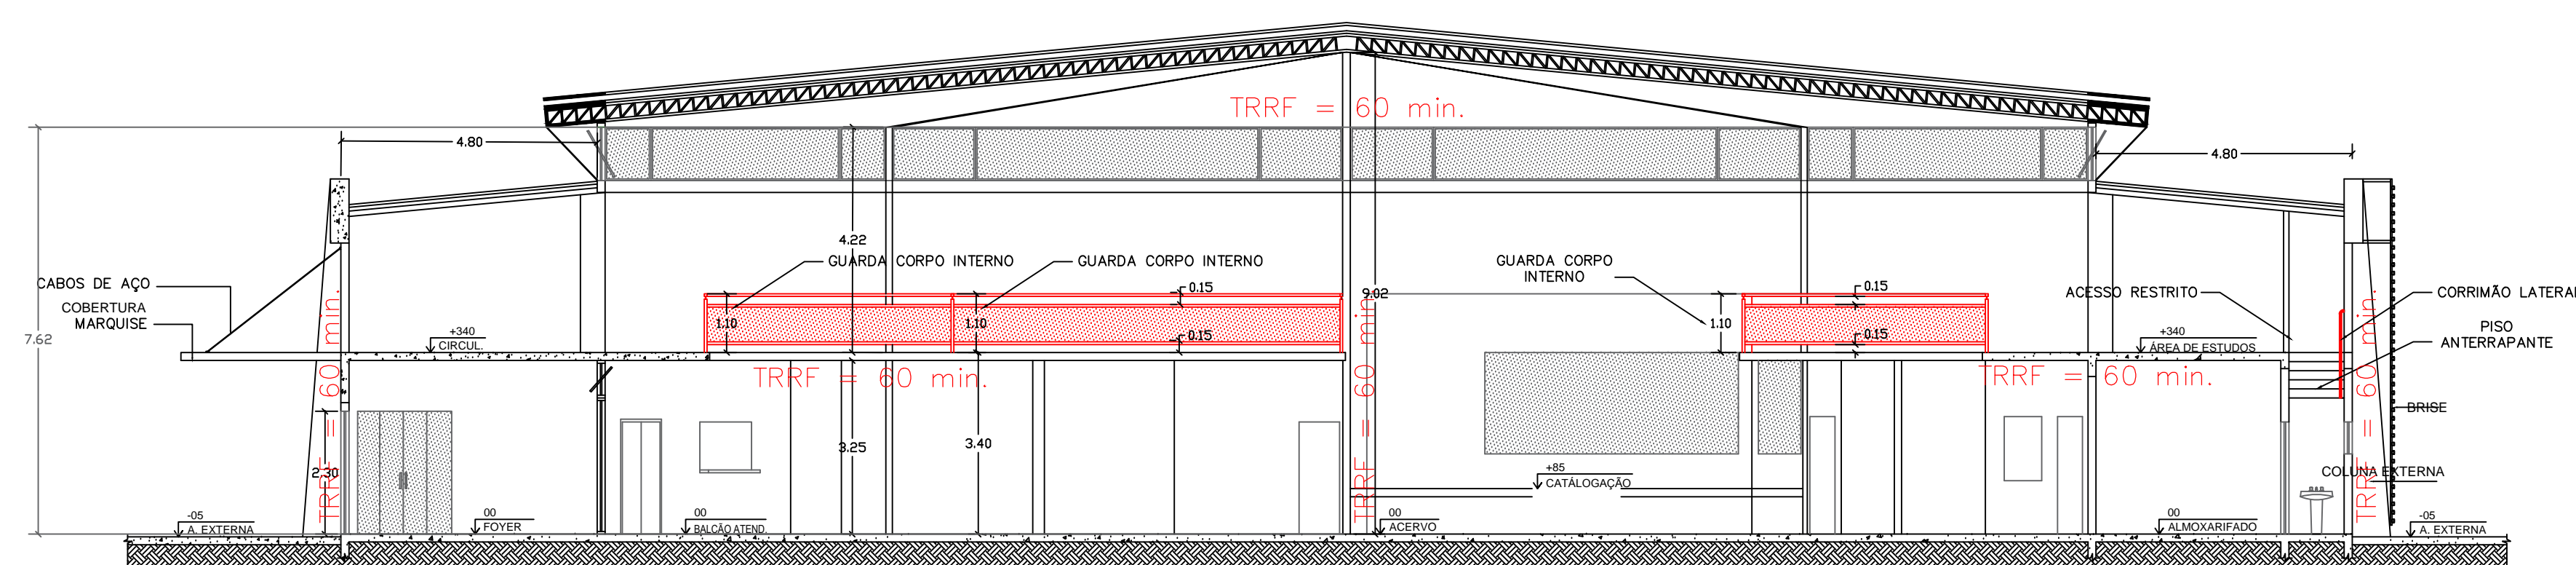 TRRF = 60 min.
4.80
4.80
4.22
GUARDA CORPO INTERNO
GUARDA CORPO INTERNO
GUARDA CORPO
INTERNO
CABOS DE AÇO
COBERTURA
MARQUISE
7.62
0.15
0.15
9.02
ACESSO RESTRITO
CORRIMÃO LATERAL
PISO
ANTERRAPANTE
1.10
1.10
1.10
0.15
0.15
+340
CIRCUL.
+340
ÁREA DE ESTUDOS
TRRF = 60 min.
TRRF = 60 min.
TRRF = 60 min.
TRRF = 60 min.
TRRF = 60 min.
BRISE
2.30
3.25
3.40
+85
CATÁLOGAÇÃO
COLUNA EXTERNA
-05
A. EXTERNA
00
FOYER
00
BALCÃO ATEND.
00
ACERVO
00
ALMOXARIFADO
-05
A. EXTERNA